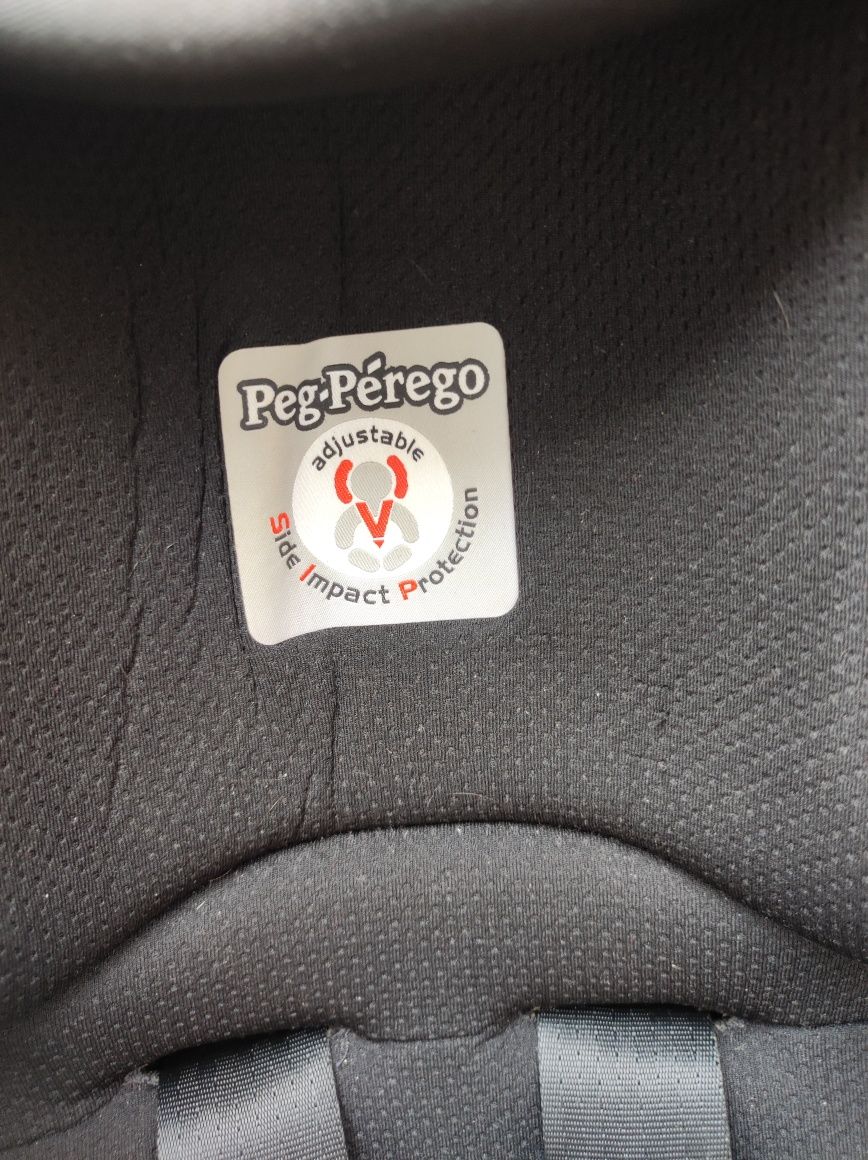 Peg-Pérego
adjustable
Side Impact Protection